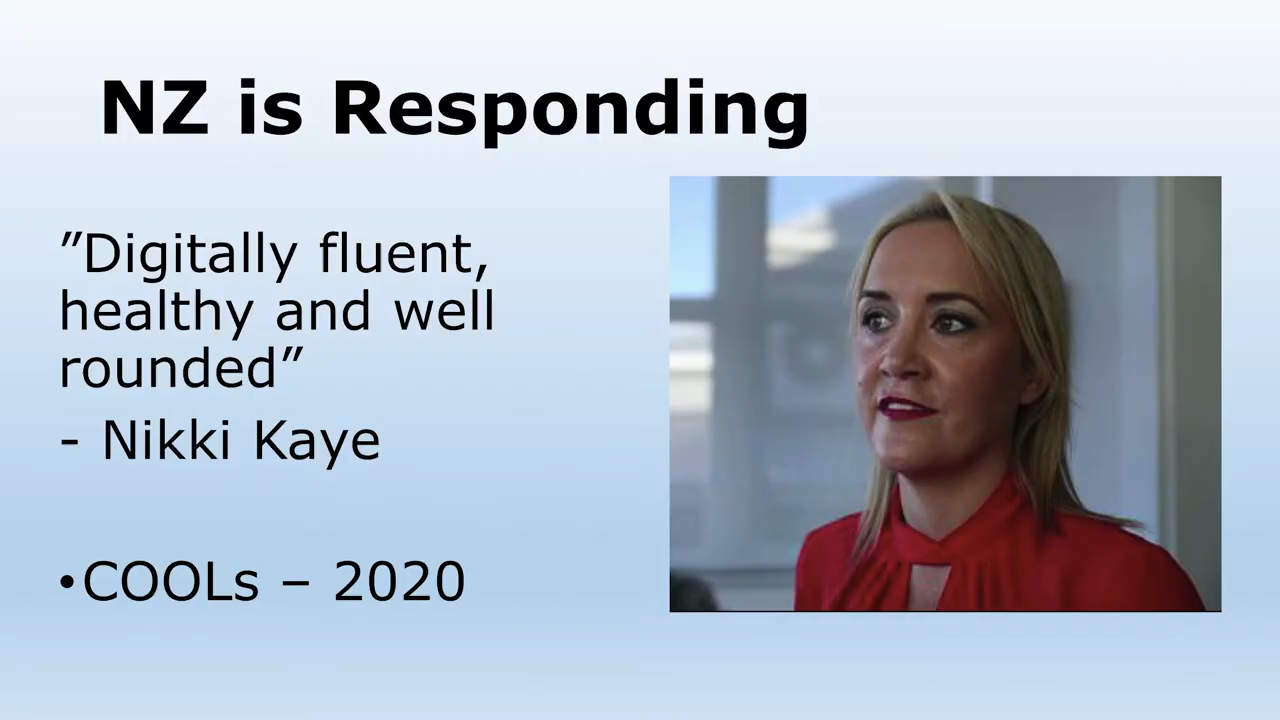 NZ is Responding
”Digitally fluent,
healthy and well
rounded”
- Nikki Kaye
•COOLs – 2020